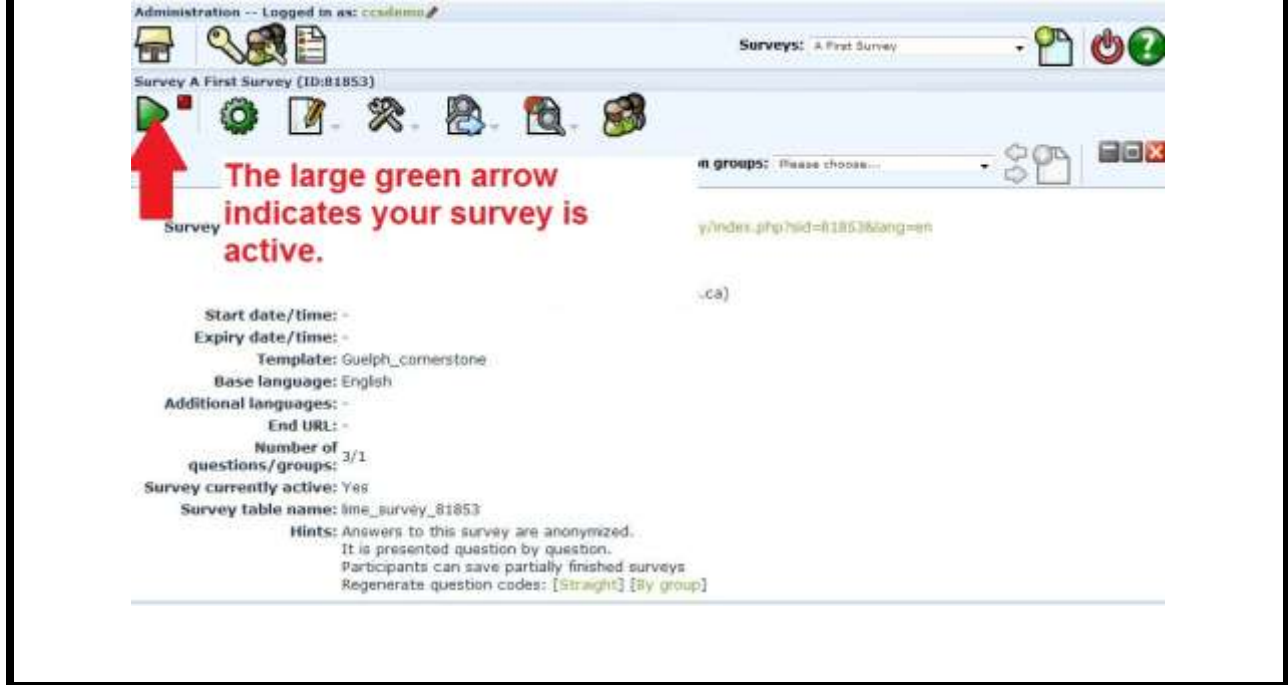 Administration -- Logged in as: ccsdemo
Surveys: A First Survey
Survey A First Survey (ID:81853)
n groups: Please choose...
The large green arrow
indicates your survey is
active.
Survey
y/index.php?sid=81853&lang=en
.ca)
Start date/time: -
Expiry date/time: -
Template: Guelph_cornerstone
Base language: English
Additional languages: -
End URL: -
Number of
questions/groups: 3/1
Survey currently active: Yes
Survey table name: lime_survey_81853
Hints: Answers to this survey are anonymized.
It is presented question by question.
Participants can save partially finished surveys
Regenerate question codes: [Straight] [By group]